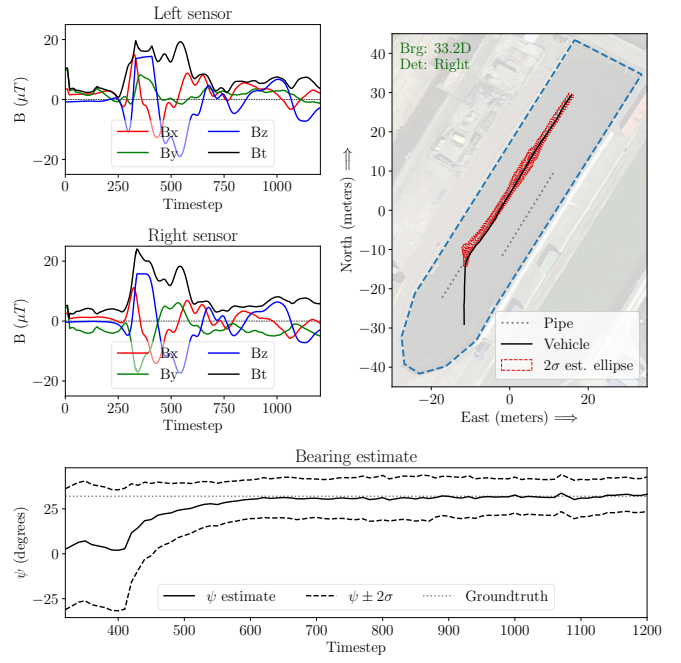 Left sensor
20
0
−20
B (μT)
Bx
By
Bz
Bt
0
250
500
750
1000
Timestep
Right sensor
20
0
−20
B (μT)
Bx
By
Bz
Bt
0
250
500
750
1000
Timestep
Brg: 33.2D
Det: Right
40
30
20
10
0
−10
−20
−30
−40
North (meters) ⟹
Pipe
Vehicle
2σ est. ellipse
−20
0
20
East (meters) ⟹
Bearing estimate
25
0
−25
ψ (degrees)
ψ estimate
ψ ± 2σ
Groundtruth
400
500
600
700
800
900
1000
1100
1200
Timestep